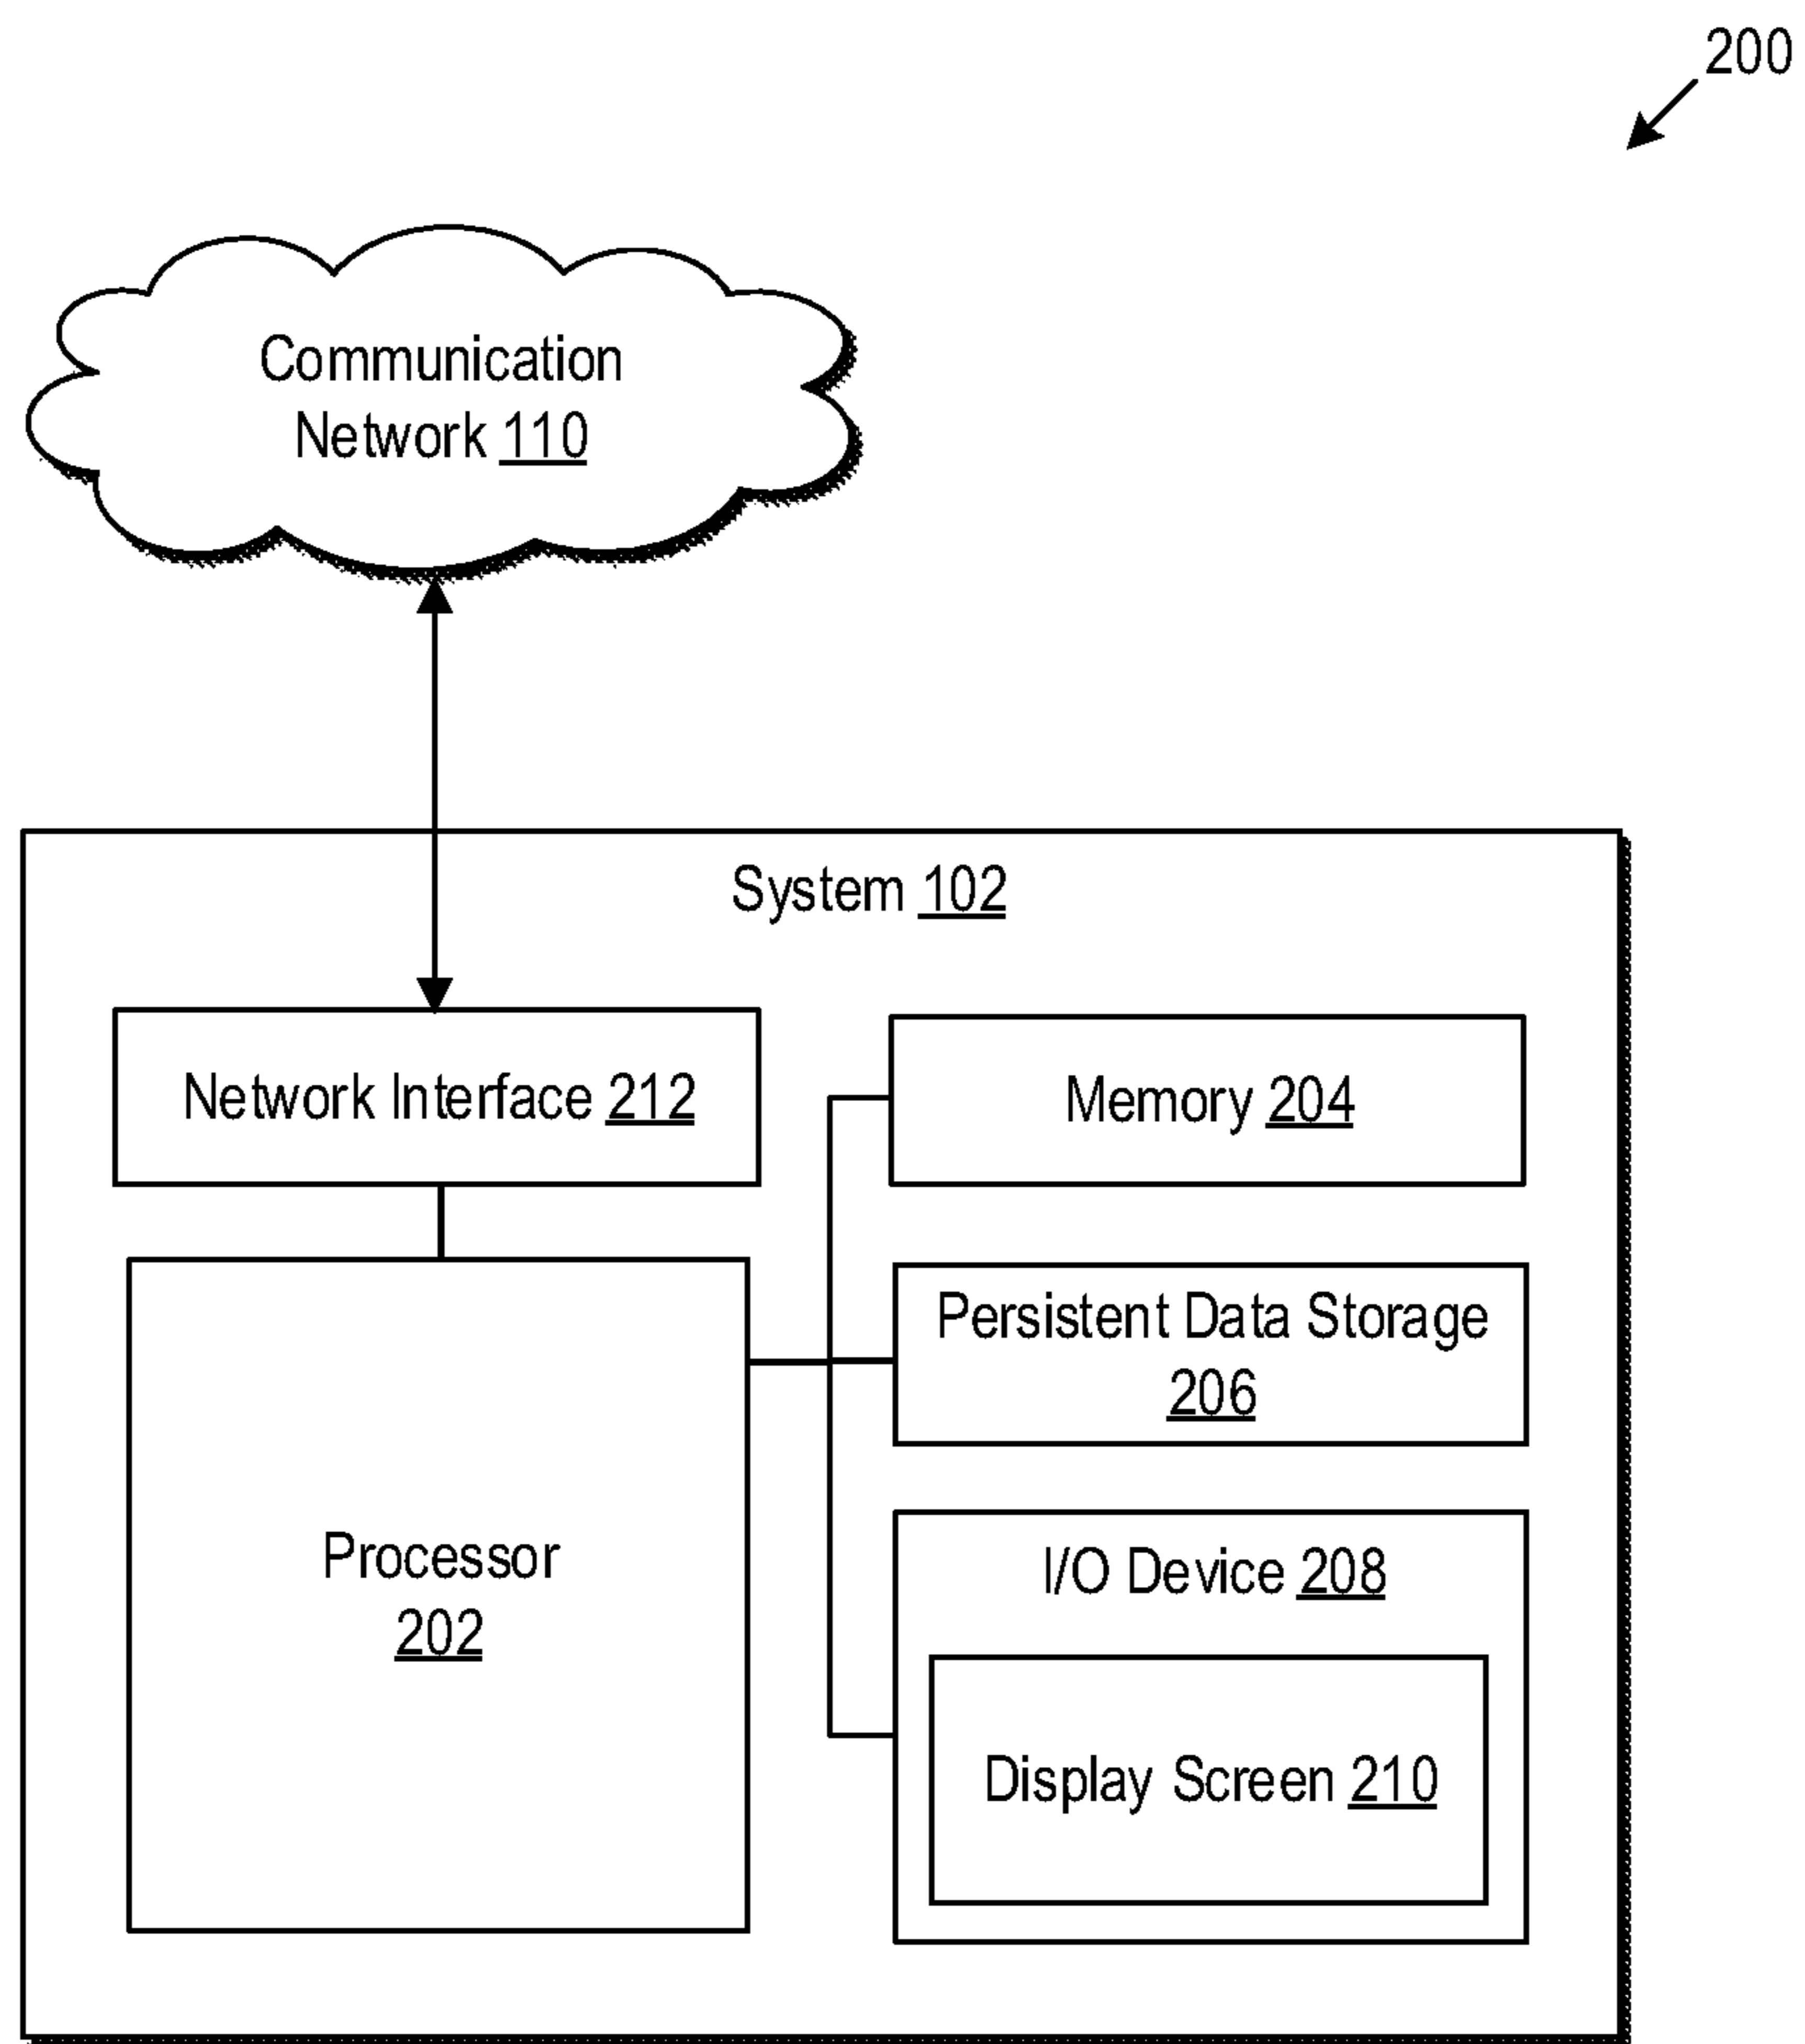 200
Communication
Network 110
System 102
Network Interface 212
Memory 204
Persistent Data Storage
206
Processor
202
I/O Device 208
Display Screen 210